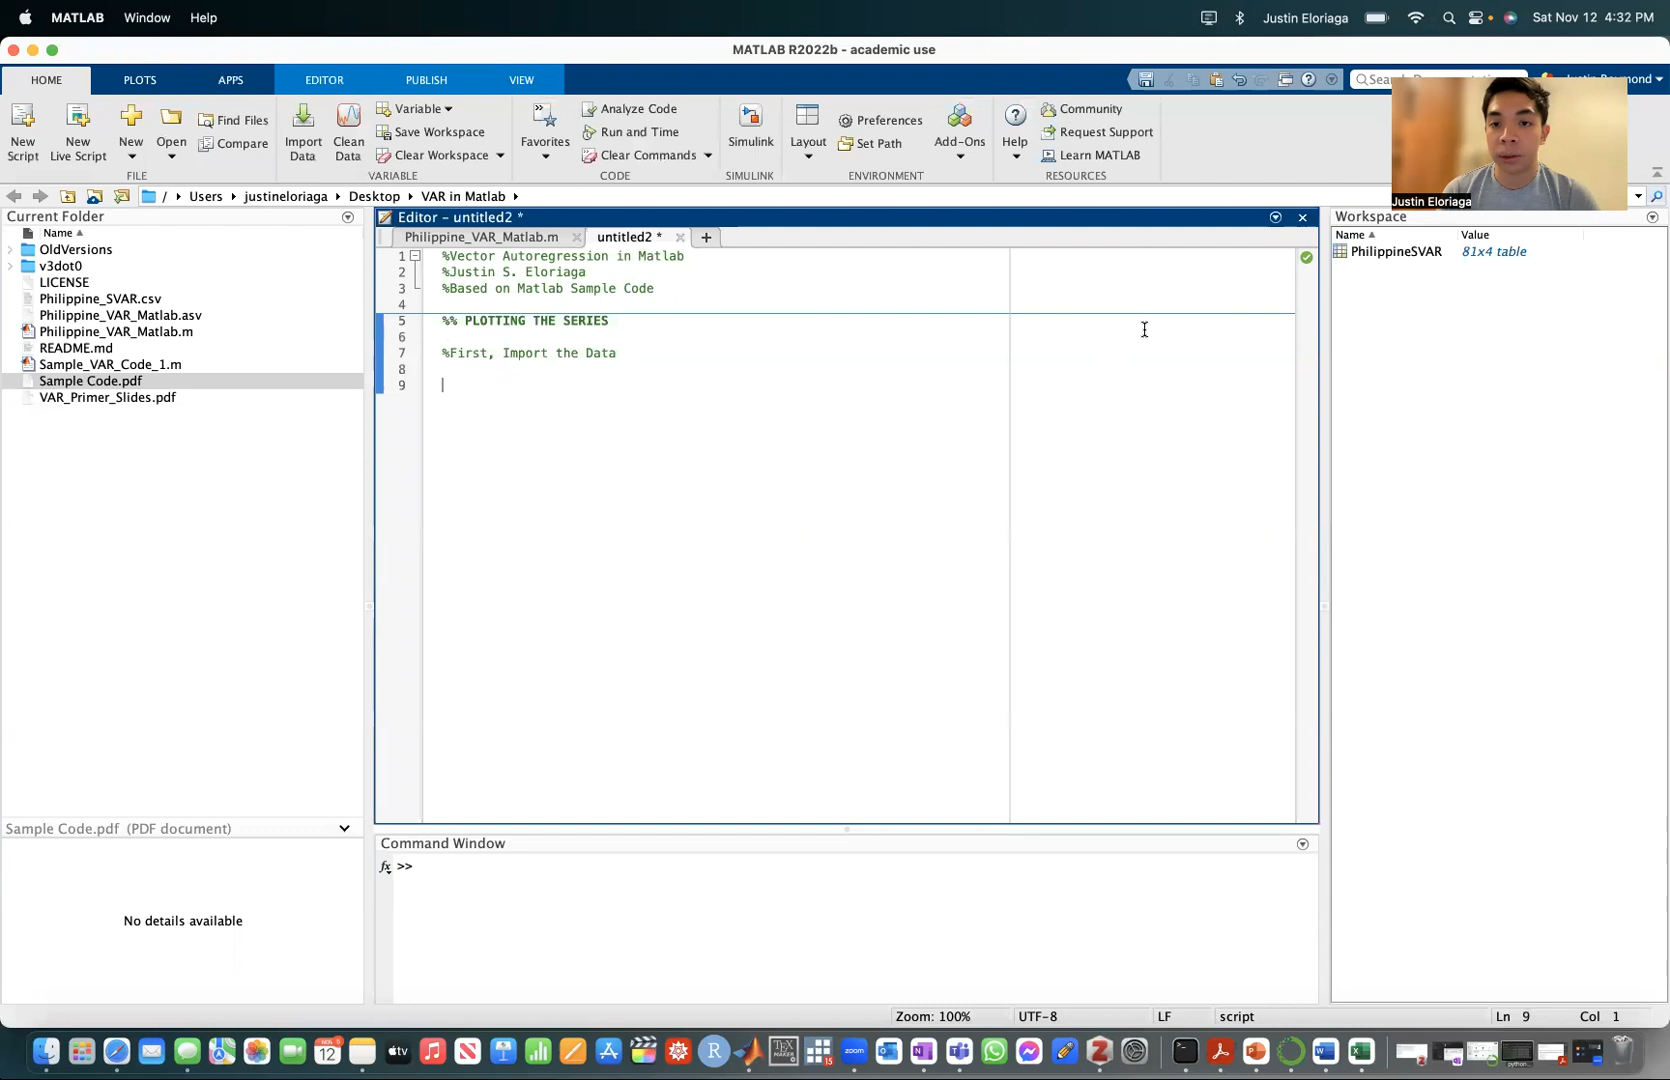 MATLAB Window Help Justin Eloriaga Sat Nov 12 4:32 PM
MATLAB R2022b - academic use
HOME PLOTS APPS EDITOR PUBLISH VIEW
New Script
New Live Script
New
Open
Find Files
Compare
FILE
Import Data
Clean Data
Variable
Save Workspace
Clear Workspace
VARIABLE
Favorites
Analyze Code
Run and Time
Clear Commands
CODE
Simulink
SIMULINK
Layout
Preferences
Set Path
Add-Ons
ENVIRONMENT
Help
Community
Request Support
Learn MATLAB
RESOURCES
Justin Eloriaga
/ Users justineloriaga Desktop VAR in Matlab
Current Folder
Name
OldVersions
v3dot0
LICENSE
Philippine_SVAR.csv
Philippine_VAR_Matlab.asv
Philippine_VAR_Matlab.m
README.md
Sample_VAR_Code_1.m
Sample Code.pdf
VAR_Primer_Slides.pdf
Sample Code.pdf (PDF document)
No details available
Editor - untitled2 *
Philippine_VAR_Matlab.m untitled2 *
1 %Vector Autoregression in Matlab
2 %Justin S. Eloriaga
3 %Based on Matlab Sample Code
4
5 %% PLOTTING THE SERIES
6
7 %First, Import the Data
8
9
Command Window
fx >>
Workspace
Name Value
PhilippineSVAR 81x4 table
Zoom: 100% UTF-8 LF script Ln 9 Col 1